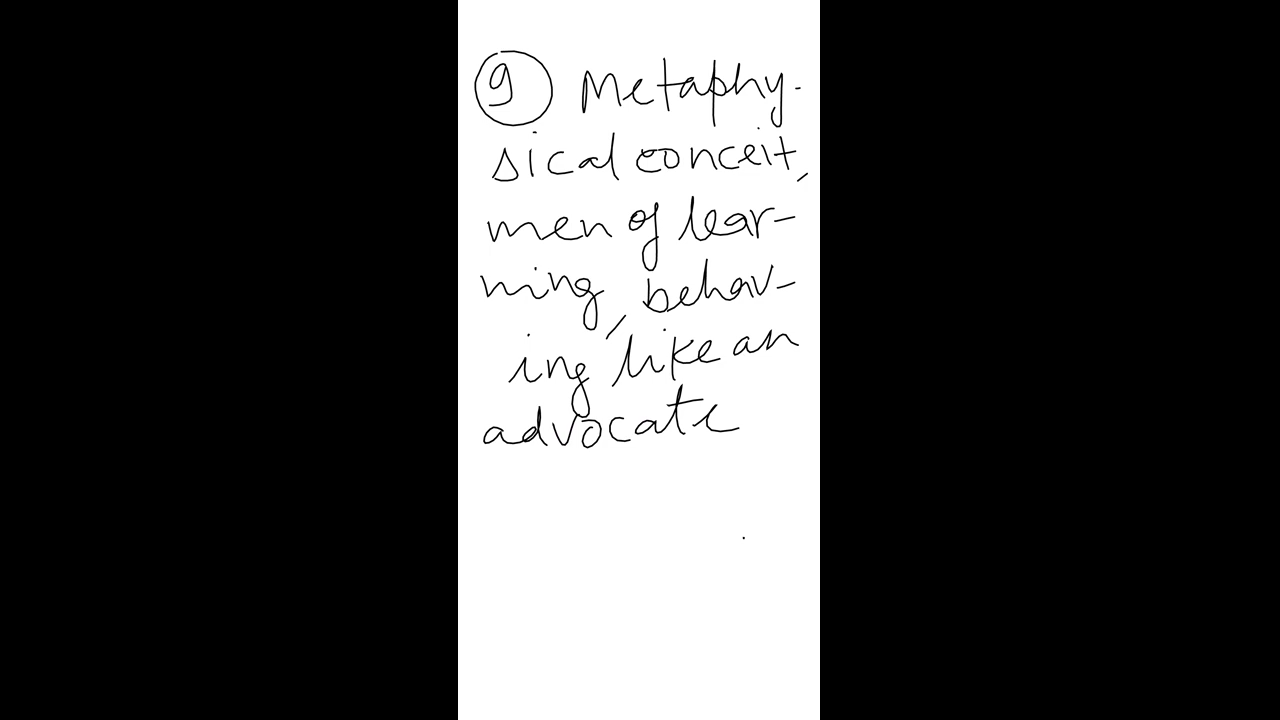 9 Metaphy-
sical conceit,
men of lear-
ning, behav-
ing like an
advocate